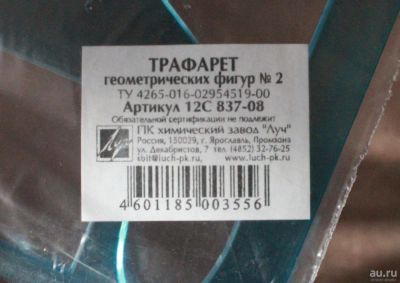 ТРАФАРЕТ
геометрических фигур № 2
ТУ 4265-016-02954519-00
Артикул 12С 837-08
Обязательной сертификации не подлежит
Луч
ПК химический завод "Луч"
Россия, 150029, г. Ярославль, Промзона
ул. Декабристов, 7 тел (4852) 32-76-25
sbit@luch-pk.ru, www.luch-pk.ru
4 601185 003556
au.ru